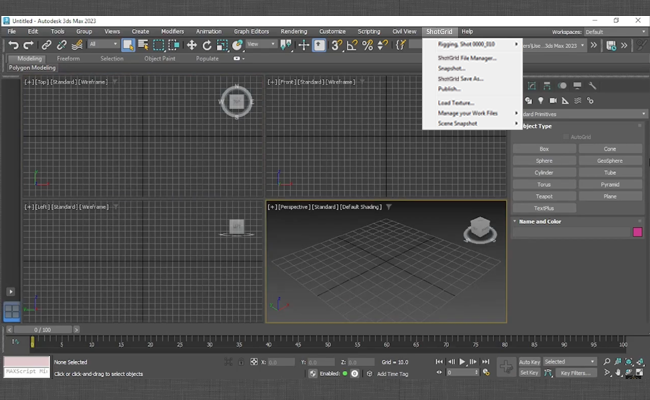 Untitled - Autodesk 3ds Max 2023
File Edit Tools Group Views Create Modifiers Animation Graph Editors Rendering Customize Scripting Civil View ShotGrid Help
Workspaces: Default
All View 3ds Max 2023
Modeling Freeform Selection Object Paint Populate
Polygon Modeling
Rigging, Shot 0000_010
ShotGrid File Manager...
Snapshot...
ShotGrid Save As...
Publish...
Load Texture...
Manage your Work Files
Scene Snapshot
[+] [Top] [Standard] [Wireframe]
[+] [Front] [Standard] [Wireframe]
[+] [Left] [Standard] [Wireframe]
[+] [Perspective] [Standard] [Default Shading]
Object Type
AutoGrid
Box Cone
Sphere GeoSphere
Cylinder Tube
Torus Pyramid
Teapot Plane
TextPlus
Name and Color
0 / 100
0 5 10 15 20 25 30 35 40 45 50 55 60 65 70 75 80 85 90 95 100
None Selected
X: 0.0 Y: 0.0 Z: 0.0 Grid = 10.0
Auto Key Selected
MAXScript Mi
Click or click-and-drag to select objects
Enabled: Add Time Tag
0
Set Key Key Filters...